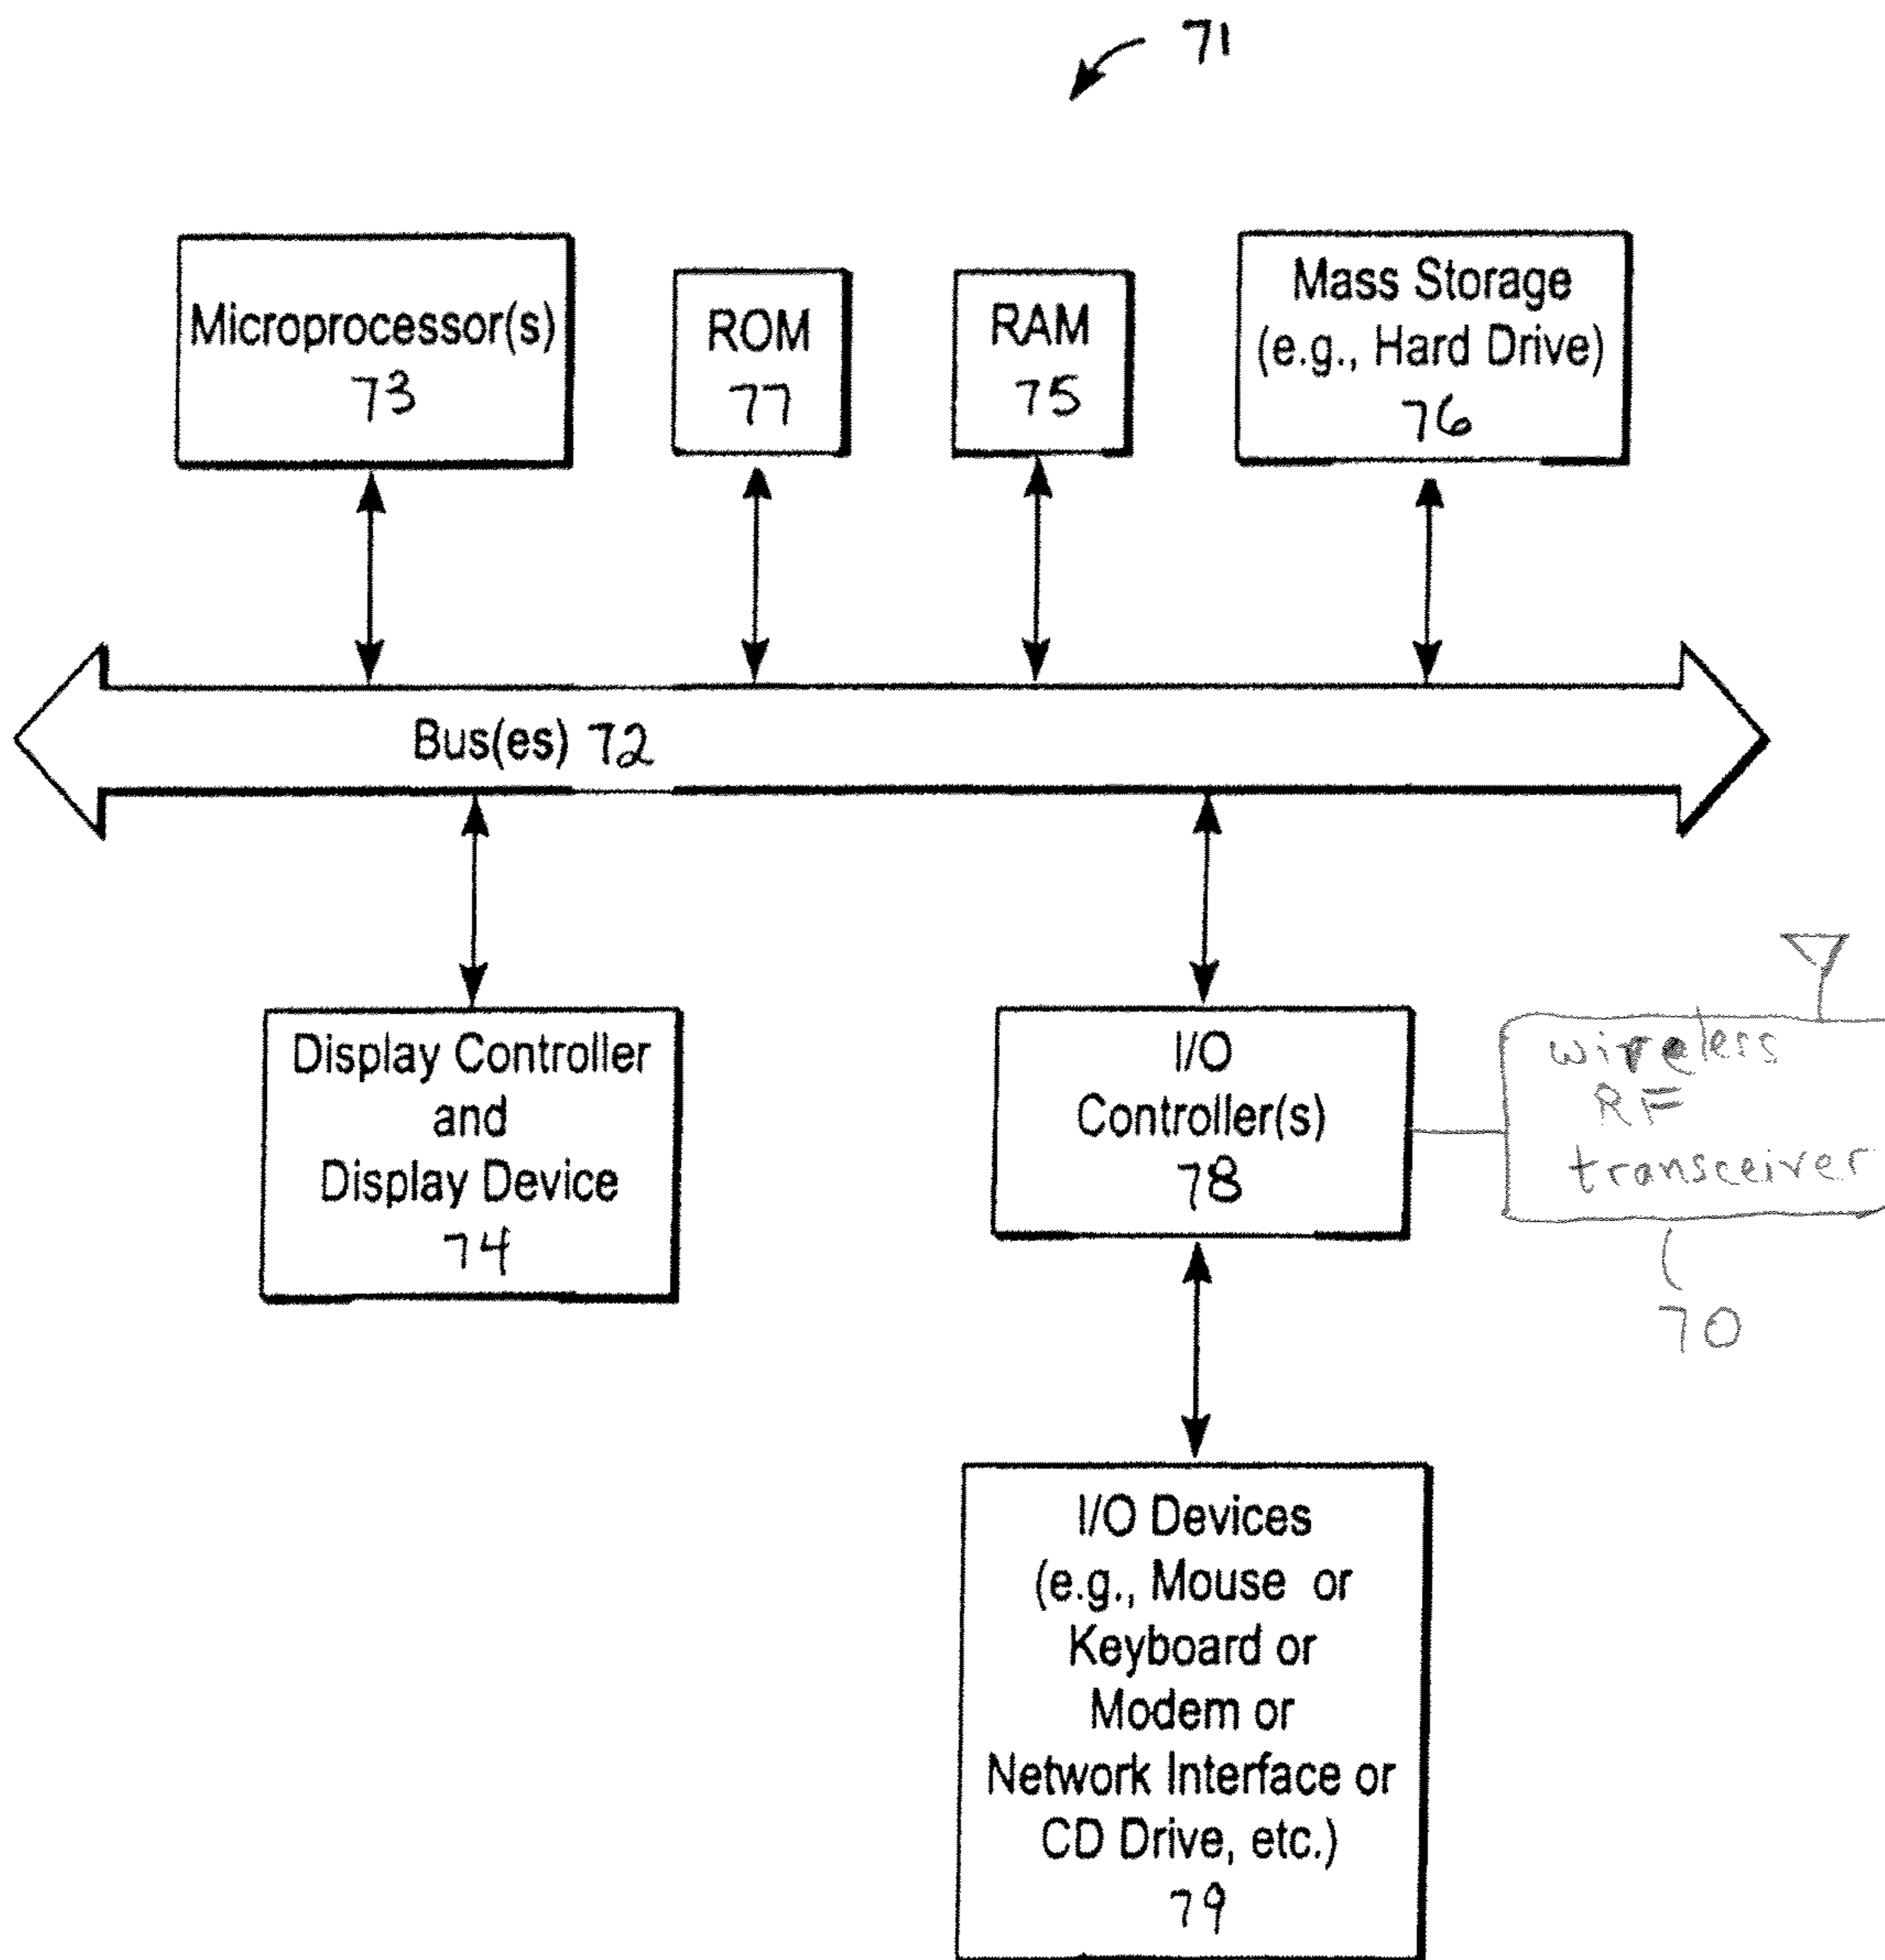 71
Microprocessor(s)
73
ROM
77
RAM
75
Mass Storage
(e.g., Hard Drive)
76
Bus(es) 72
Display Controller
and
Display Device
74
I/O
Controller(s)
78
wireless
RF
transceiver
70
I/O Devices
(e.g., Mouse or
Keyboard or
Modem or
Network Interface or
CD Drive, etc.)
79